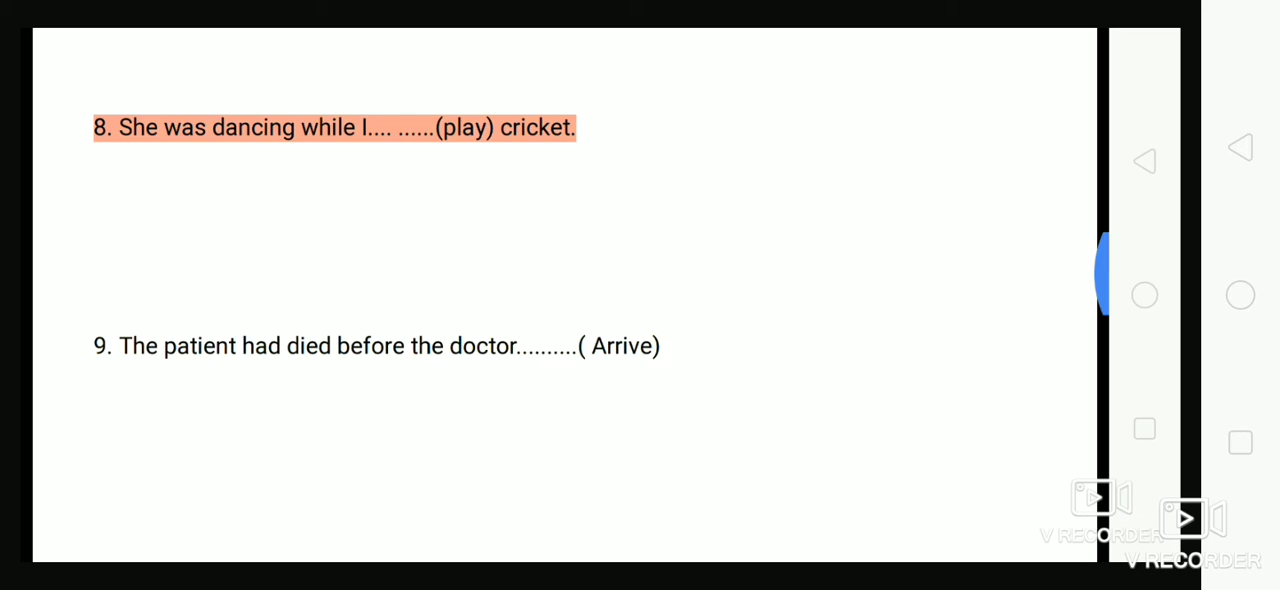 8. She was dancing while I.... ......(play) cricket.
9. The patient had died before the doctor..........( Arrive)
V RECORDER
V RECORDER